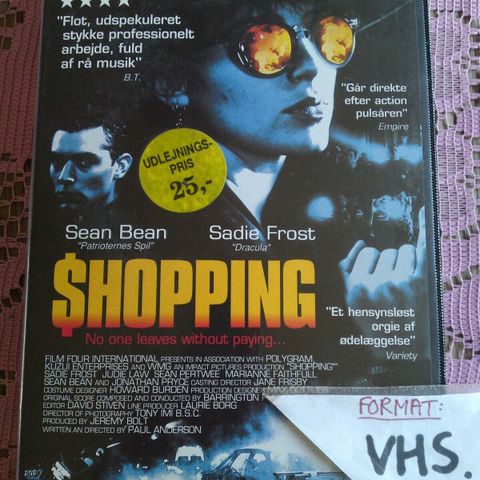 "Flot, udspekuleret
stykke professionelt
arbejde, fuld
af rå musik"
B.T.
"Går direkte
efter action
pulsåren"
Empire
UDLEJNINGS-
PRIS
25,-
SEAN BEAN
"Patrioternes Spil"
SADIE FROST
"Dracula"
$HOPPING
No one leaves without paying...
"Et hensynsløst
orgie af
ødelæggelse"
Variety
FILM FOUR INTERNATIONAL PRESENTS IN ASSOCIATION WITH POLYGRAM,
KUZUI ENTERPRISES AND WMG AN IMPACT PICTURES PRODUCTION "SHOPPING"
SADIE FROST JUDE LAW SEAN PERTWEE MARIANNE FAITHFULL
SEAN BEAN AND JONATHAN PRYCE CASTING DIRECTOR JANE FRISBY
COSTUME DESIGNER HOWARD BURDEN PRODUCTION DESIGNE
ORIGINAL SCORE COMPOSED AND CONDUCTED BY BARRINGTON
EDITOR DAVID STIVEN LINE PRODUCER LAURIE BORG
DIRECTOR OF PHOTOGRAPHY TONY IMI B.S.C.
PRODUCED BY JEREMY BOLT
WRITTEN AN DIRECTED BY PAUL ANDERSON
FORMAT:
VHS.